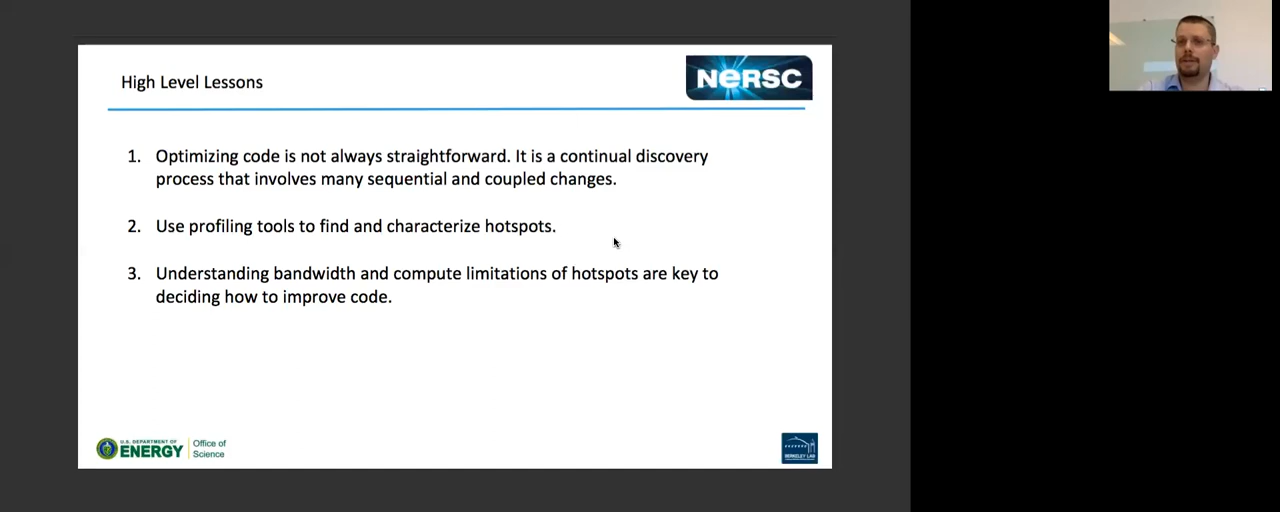 High Level Lessons
NERSC
1. Optimizing code is not always straightforward. It is a continual discovery
process that involves many sequential and coupled changes.
2. Use profiling tools to find and characterize hotspots.
3. Understanding bandwidth and compute limitations of hotspots are key to
deciding how to improve code.
U.S. DEPARTMENT OF
ENERGY
Office of
Science
BERKELEY LAB